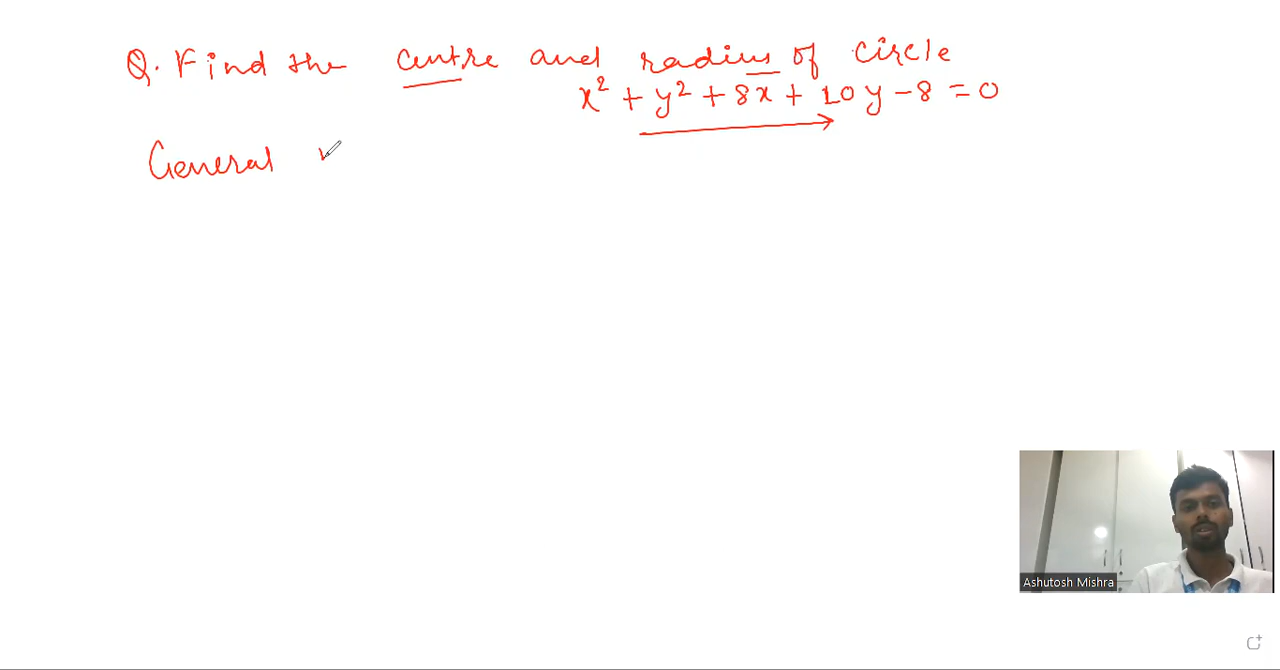 Q. Find the centre and radius of circle
x² + y² + 8x + 10y - 8 = 0
General
Ashutosh Mishra